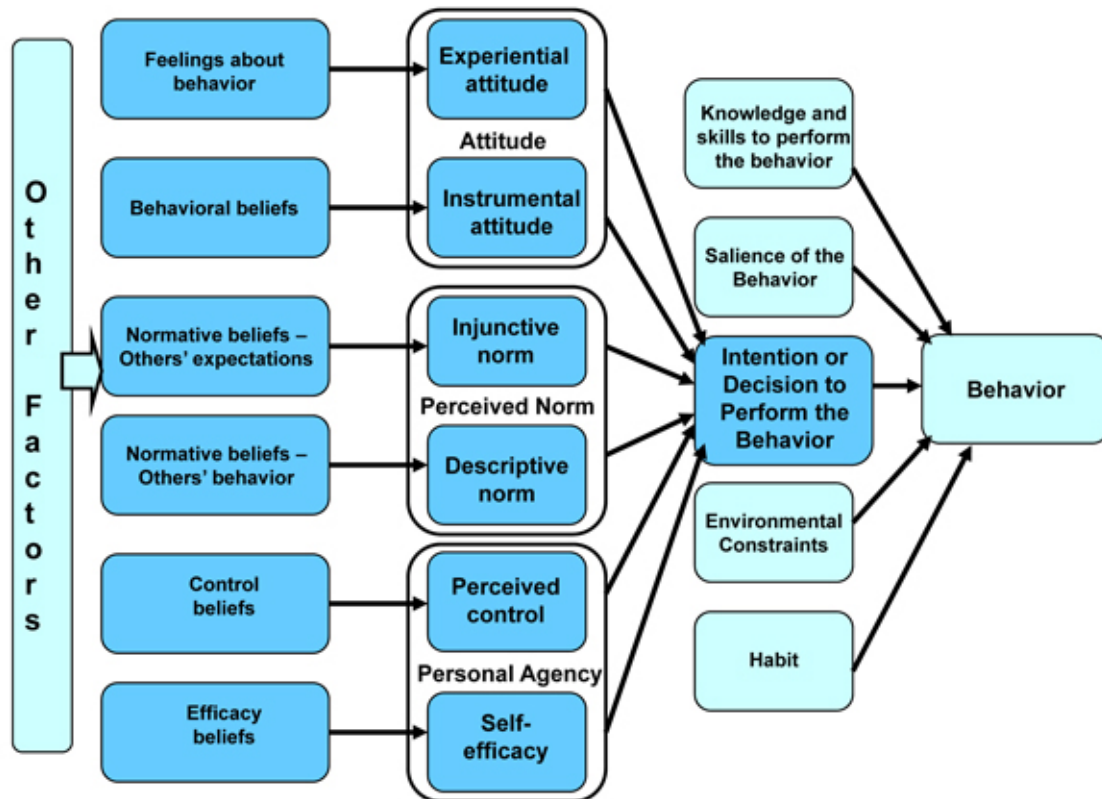 Other Factors
Feelings about
behavior
Behavioral beliefs
Normative beliefs –
Others' expectations
Normative beliefs –
Others' behavior
Control
beliefs
Efficacy
beliefs
Experiential
attitude
Attitude
Instrumental
attitude
Injunctive
norm
Perceived Norm
Descriptive
norm
Perceived
control
Personal Agency
Self-
efficacy
Intention or
Decision to
Perform the
Behavior
Knowledge and
skills to perform
the behavior
Salience of the
Behavior
Environmental
Constraints
Habit
Behavior